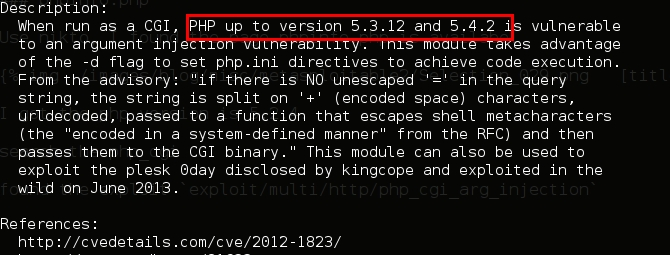 Description:
When run as a CGI, PHP up to version 5.3.12 and 5.4.2 is vulnerable
to an argument injection vulnerability. This module takes advantage
of the -d flag to set php.ini directives to achieve code execution.
From the advisory: "if there is NO unescaped '=' in the query
string, the string is split on '+' (encoded space) characters,
urldecoded, passed to a function that escapes shell metacharacters
(the "encoded in a system-defined manner" from the RFC) and then
passes them to the CGI binary." This module can also be used to
exploit the plesk 0day disclosed by kingcope and exploited in the
`exploit/multi/http/php_cgi_arg_injection`
wild on June 2013.
References:
http://cvedetails.com/cve/2012-1823/